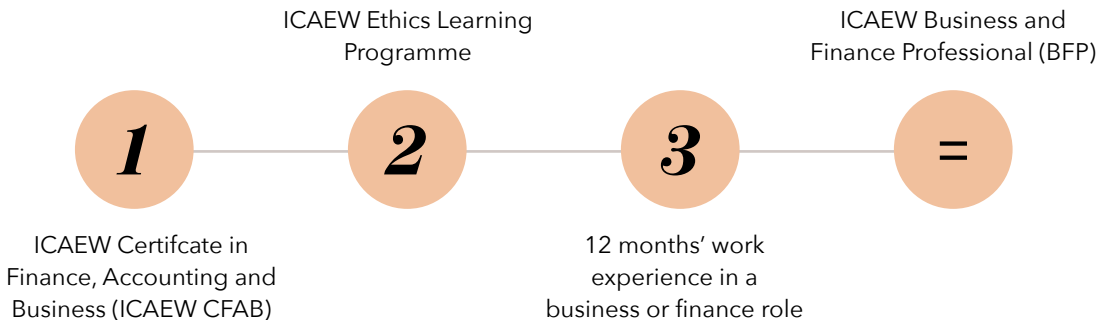 ICAEW Ethics Learning
Programme
ICAEW Business and
Finance Professional (BFP)
1
2
3
=
ICAEW Certifcate in
Finance, Accounting and
Business (ICAEW CFAB)
12 months’ work
experience in a
business or finance role